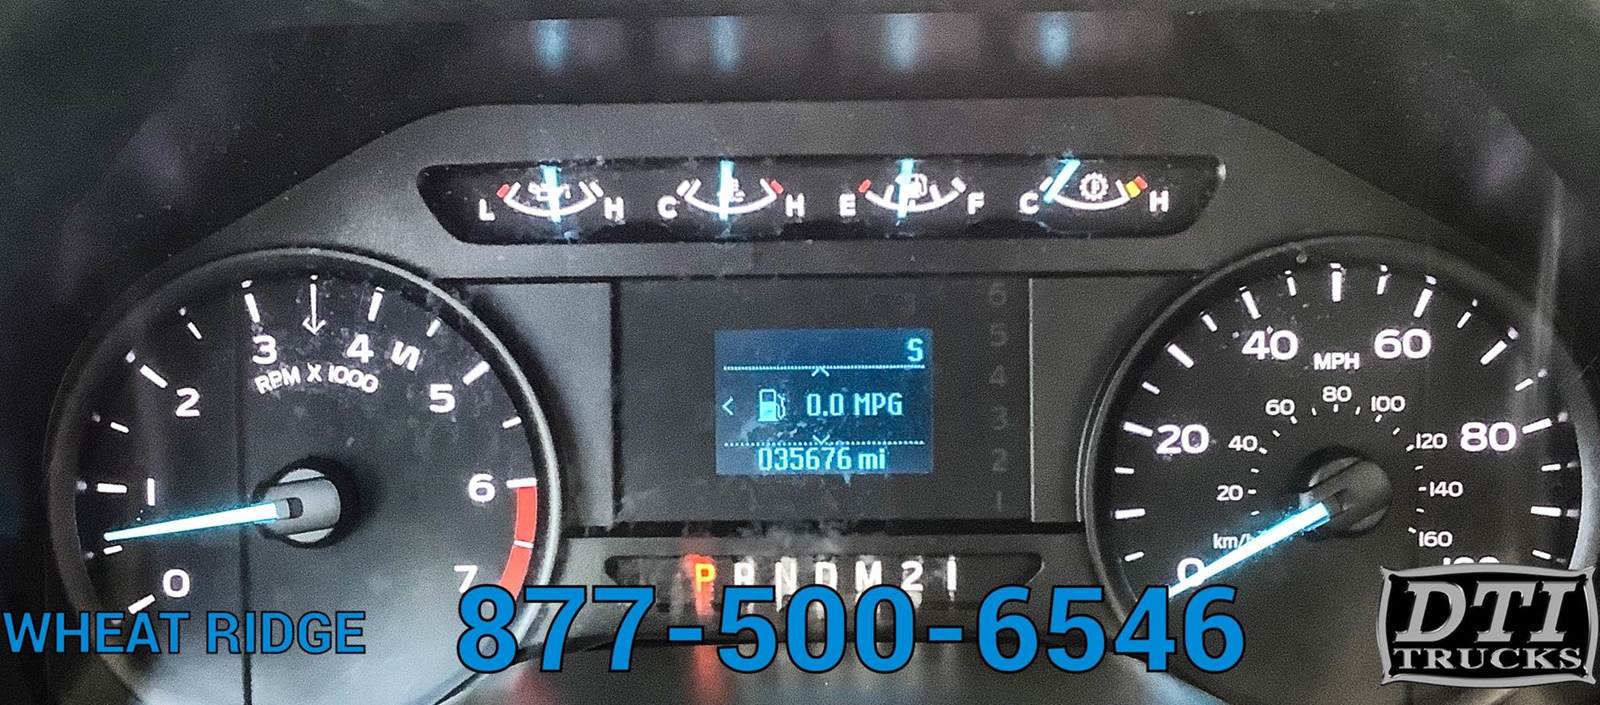 L H C H E F C H
3 4 5 2 1 0 6 7
RPM X 1000
6
5
4
3
2
1
S
< 0.0 MPG
035676 mi
P R N D M 2 1
0 20 40 60 80
MPH
km/h 20 40 60 80 100 120 140 160
WHEAT RIDGE
877-500-6546
DTI
TRUCKS